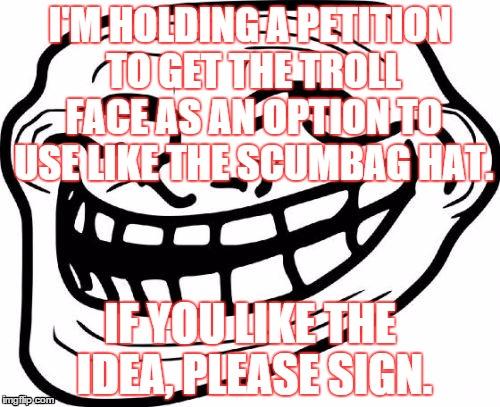 I'M HOLDING A PETITION
TO GET THE TROLL
FACE AS AN OPTION TO
USE LIKE THE SCUMBAG HAT.
IF YOU LIKE THE
IDEA, PLEASE SIGN.
imgflip.com